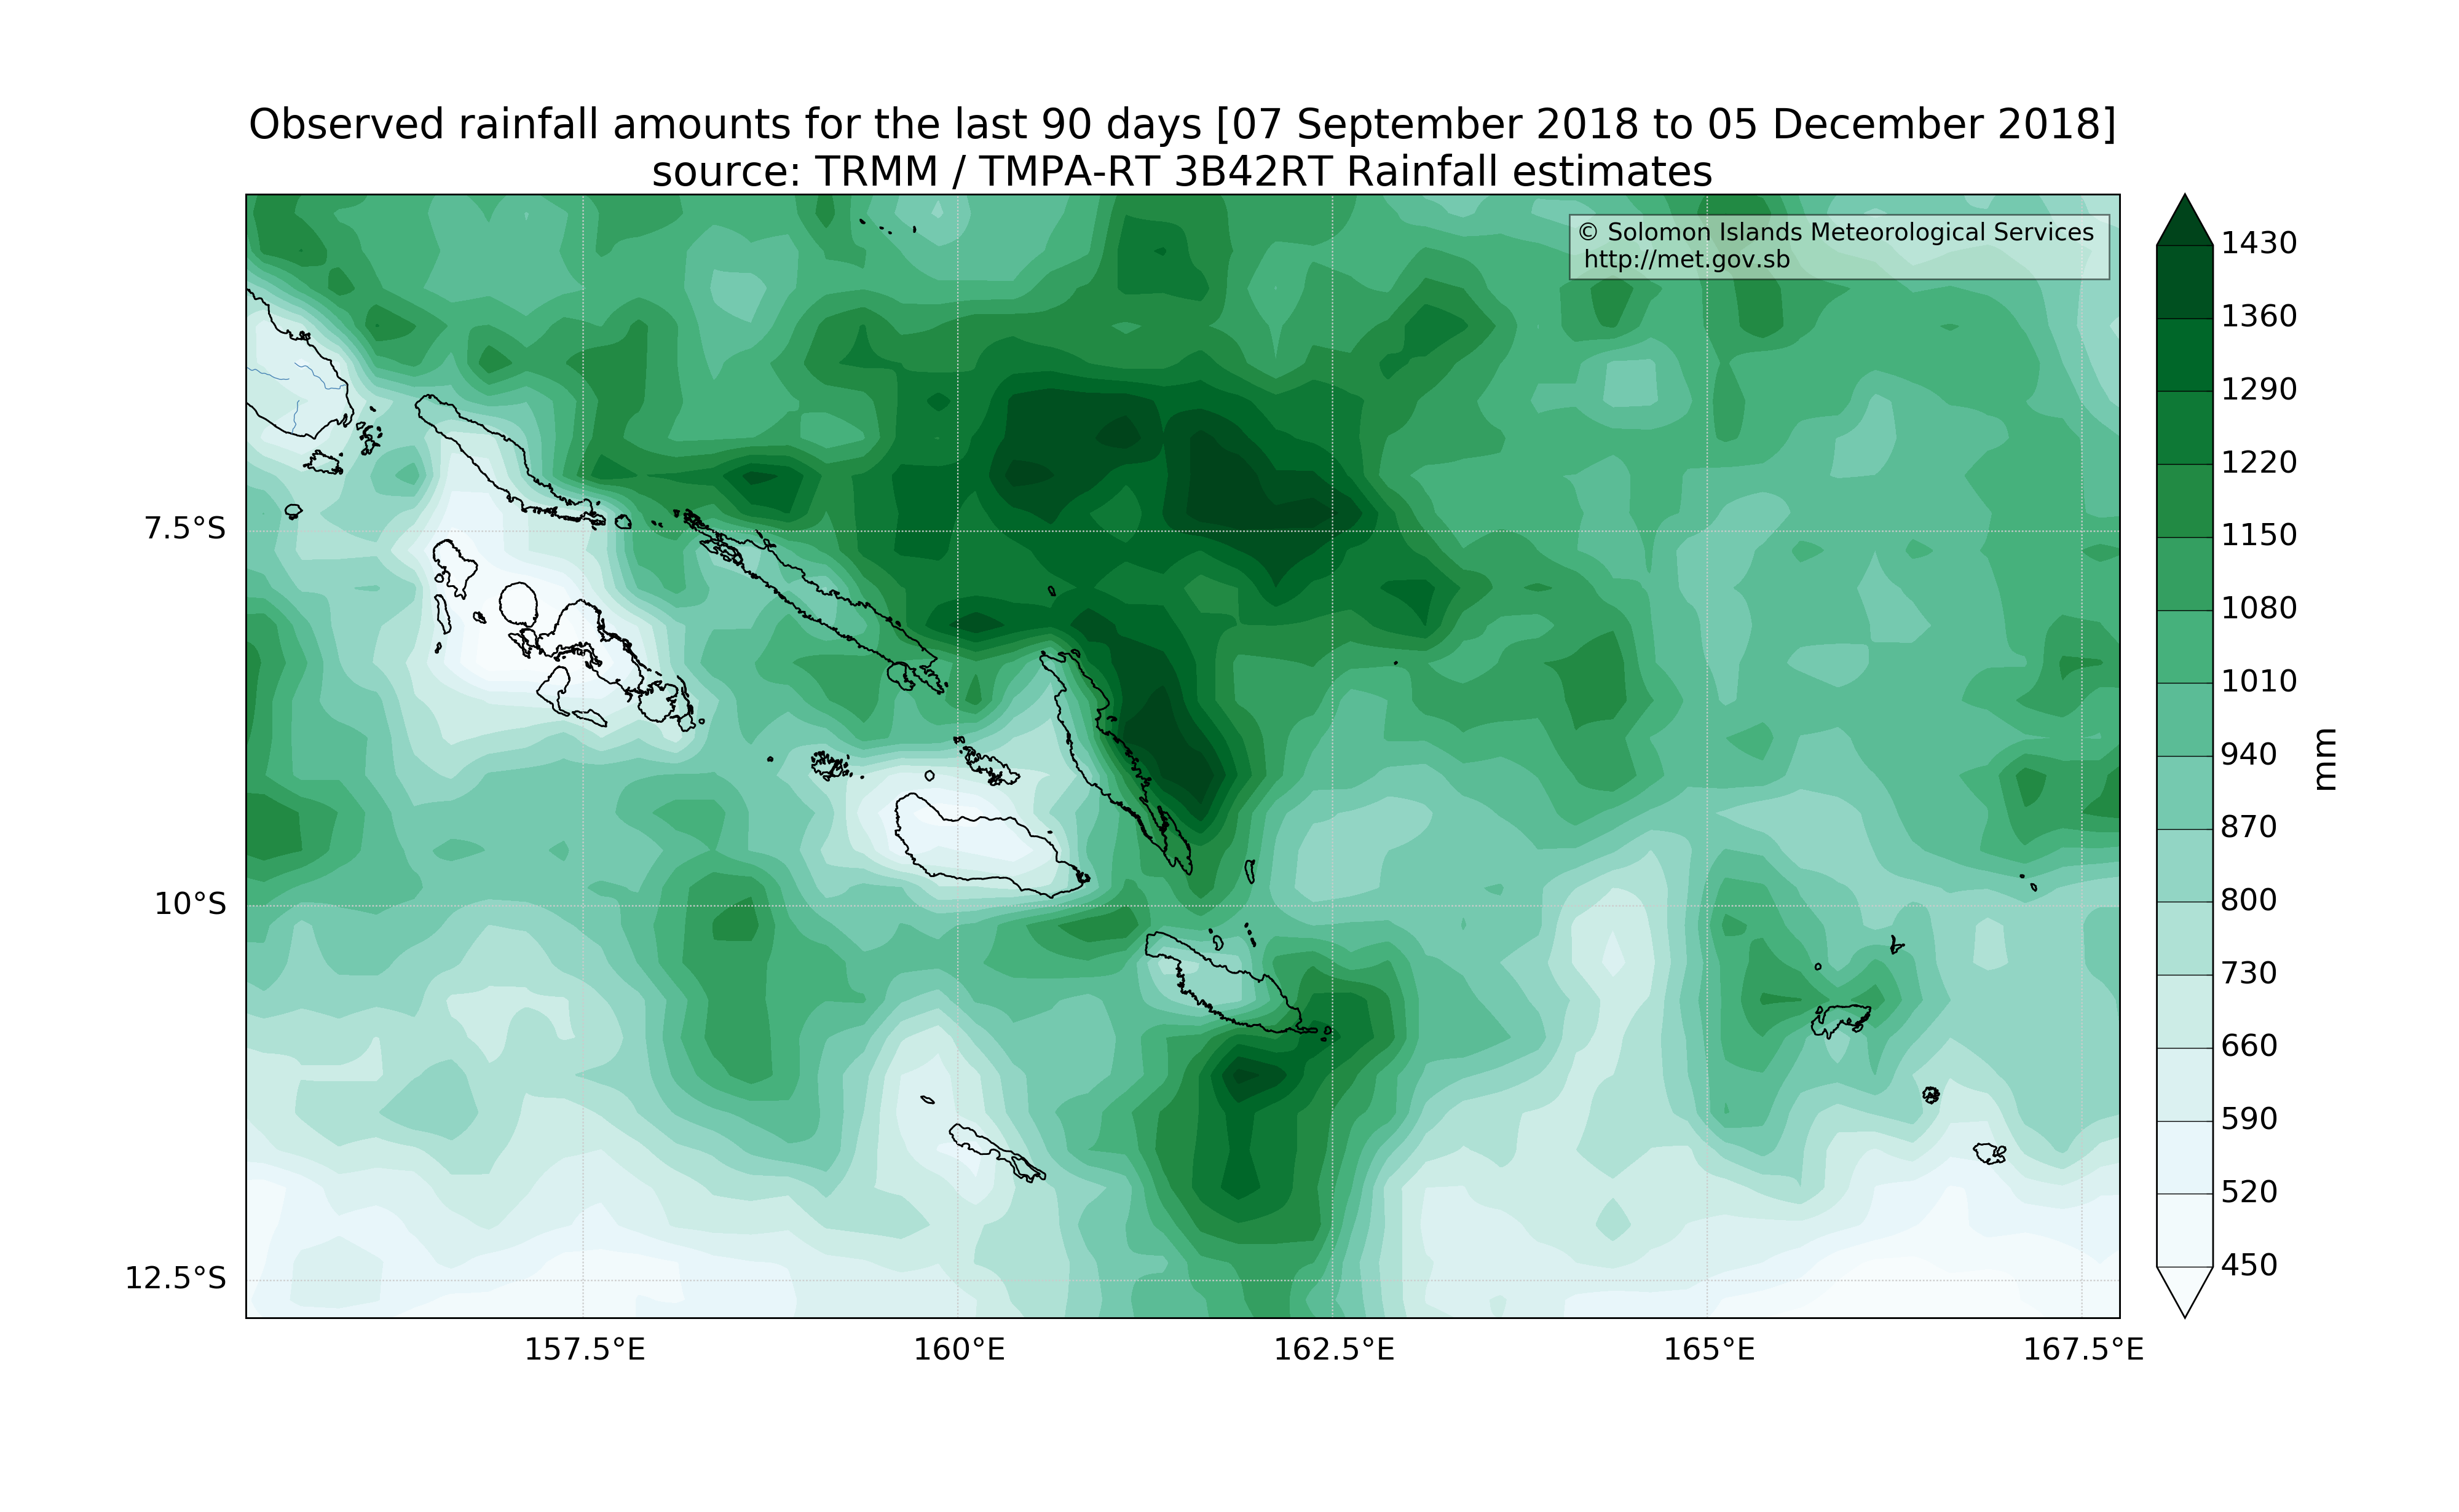 Observed rainfall amounts for the last 90 days [07 September 2018 to 05 December 2018]
source: TRMM / TMPA-RT 3B42RT Rainfall estimates
© Solomon Islands Meteorological Services
http://met.gov.sb
7.5°S
10°S
12.5°S
157.5°E
160°E
162.5°E
165°E
167.5°E
1430
1360
1290
1220
1150
1080
1010
940
870
800
730
660
590
520
450
mm